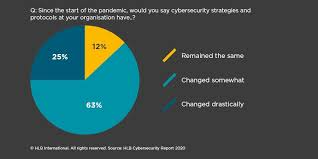 Q: Since the start of the pandemic, would you say cybersecurity strategies and
protocols at your organisation have..?
25%
12%
63%
Remained the same
Changed somewhat
Changed drastically
© HLB International. All rights reserved. Source: HLB Cybersecurity Report 2020